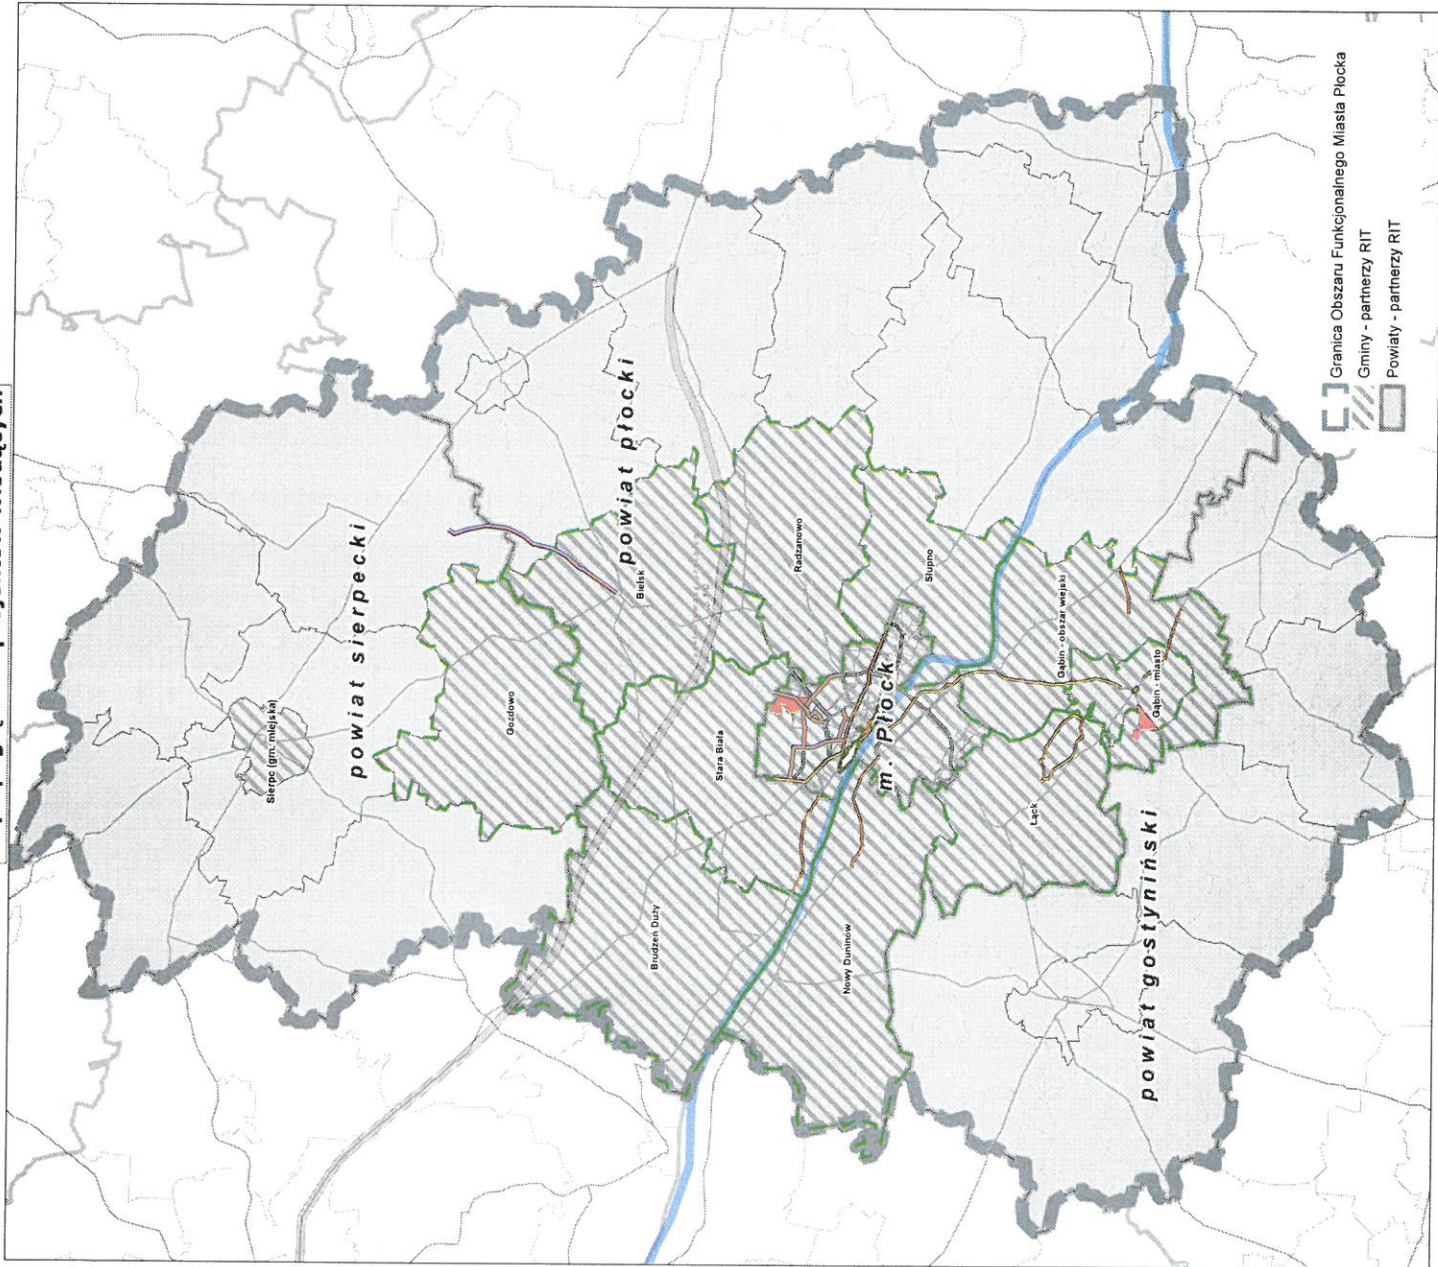 powiat sierpecki
Sierpc (gm. miejska)
Gozdowo
powiat płocki
Bielsk
Radzanowo
Stara Biała
Słupno
Brudzeń Duży
m. Płock
Nowy Duninów
Gąbin - obszar wiejski
Gąbin - miasto
Łąck
powiat gostyniński
Granica Obszaru Funkcjonalnego Miasta Płocka
Gminy - partnerzy RIT
Powiaty - partnerzy RIT